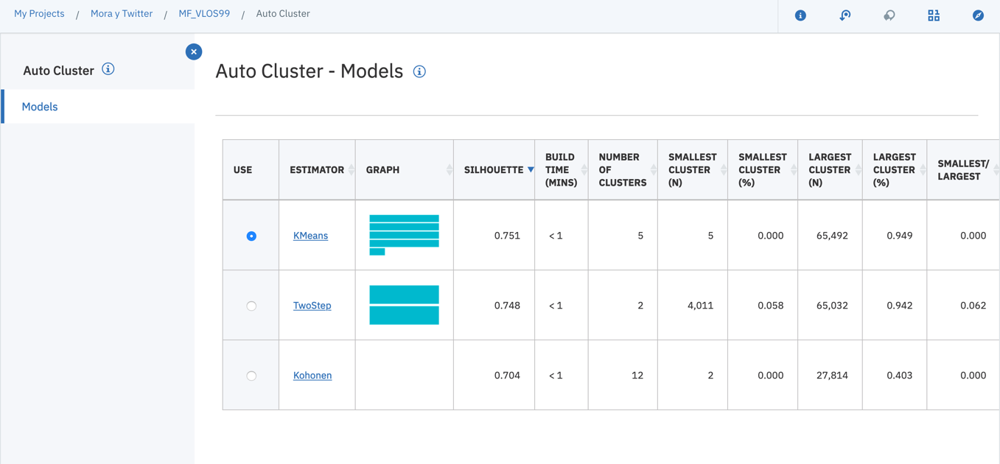 My Projects / Mora y Twitter / MF_VLOS99 / Auto Cluster
Auto Cluster
Models
Auto Cluster - Models
USE ESTIMATOR GRAPH SILHOUETTE BUILD TIME (MINS) NUMBER OF CLUSTERS SMALLEST CLUSTER (N) SMALLEST CLUSTER (%) LARGEST CLUSTER (N) LARGEST CLUSTER (%) SMALLEST/ LARGEST
KMeans 0.751 < 1 5 5 0.000 65,492 0.949 0.000
TwoStep 0.748 < 1 2 4,011 0.058 65,032 0.942 0.062
Kohonen 0.704 < 1 12 2 0.000 27,814 0.403 0.000